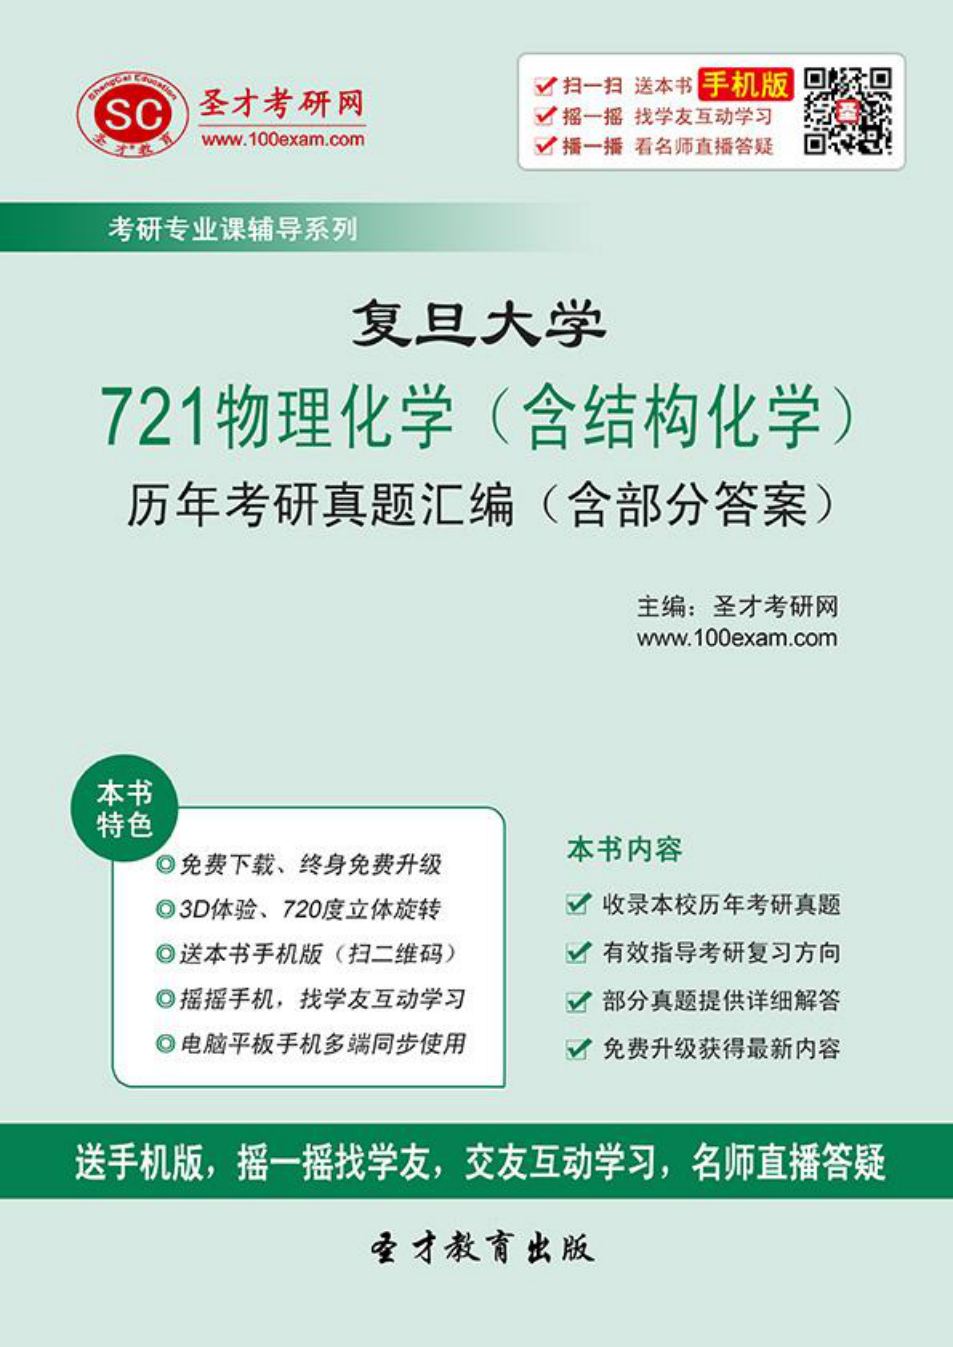 ShengCai Education
SC
圣才教育
圣才考研网
www.100exam.com
扫一扫 送本书 手机版
摇一摇 找学友互动学习
播一播 看名师直播答疑
圣
考研专业课辅导系列
复旦大学
721物理化学（含结构化学）
历年考研真题汇编（含部分答案）
主编：圣才考研网
www.100exam.com
本书
特色
◎免费下载、终身免费升级
◎3D体验、720度立体旋转
◎送本书手机版（扫二维码）
◎摇摇手机，找学友互动学习
◎电脑平板手机多端同步使用
本书内容
收录本校历年考研真题
有效指导考研复习方向
部分真题提供详细解答
免费升级获得最新内容
送手机版，摇一摇找学友，交友互动学习，名师直播答疑
圣才教育出版